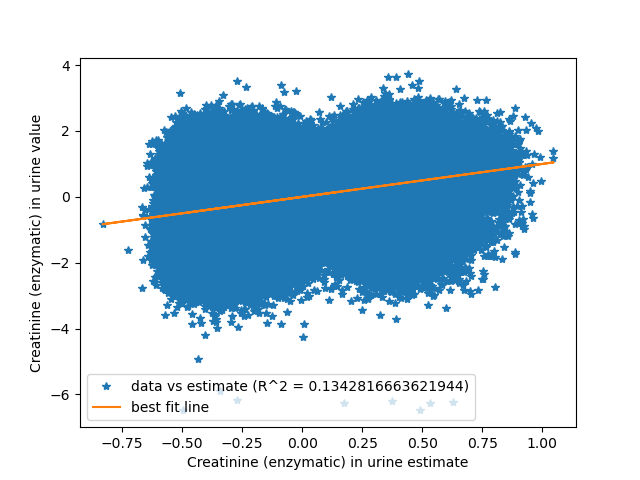 4
2
0
−2
−4
−6
Creatinine (enzymatic) in urine value
data vs estimate (R^2 = 0.1342816663621944)
best fit line
−0.75 −0.50 −0.25 0.00 0.25 0.50 0.75 1.00
Creatinine (enzymatic) in urine estimate